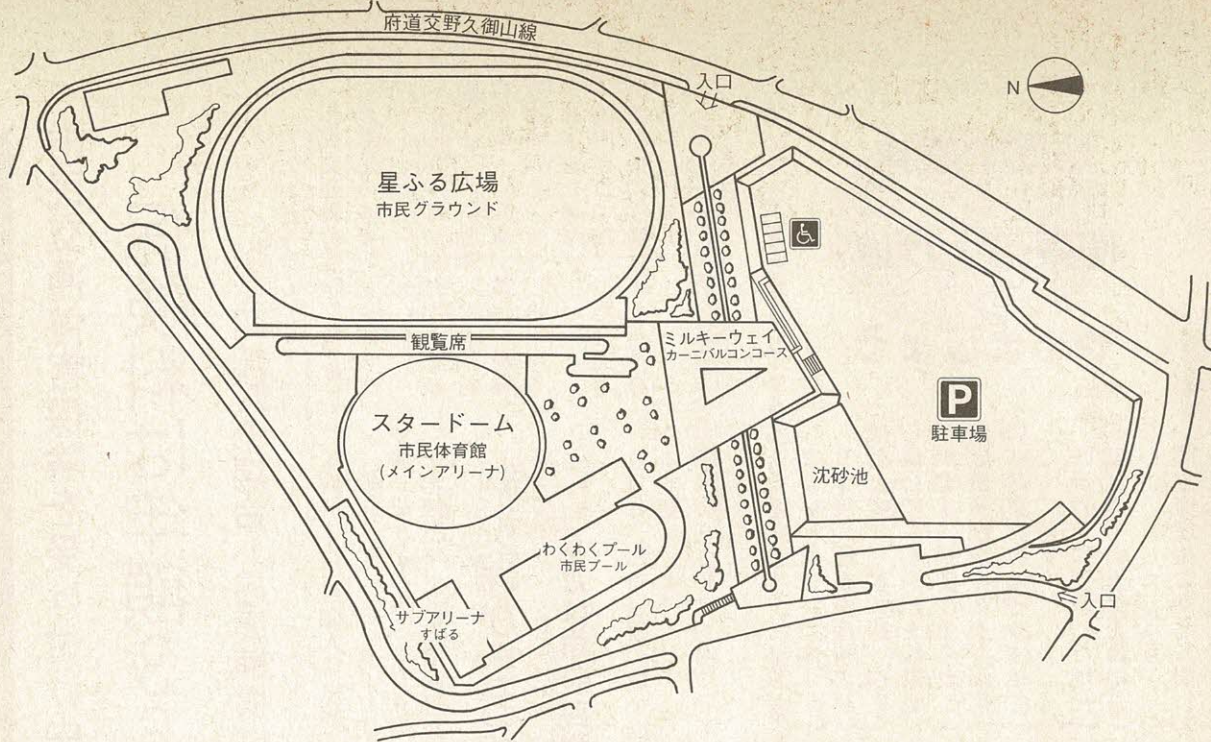 府道交野久御山線
入口
N
星ふる広場
市民グラウンド
観覧席
ミルキーウェイ
カーニバルコンコース
スタードーム
市民体育館
(メインアリーナ)
P
駐車場
沈砂池
わくわくプール
市民プール
サブアリーナ
すばる
入口